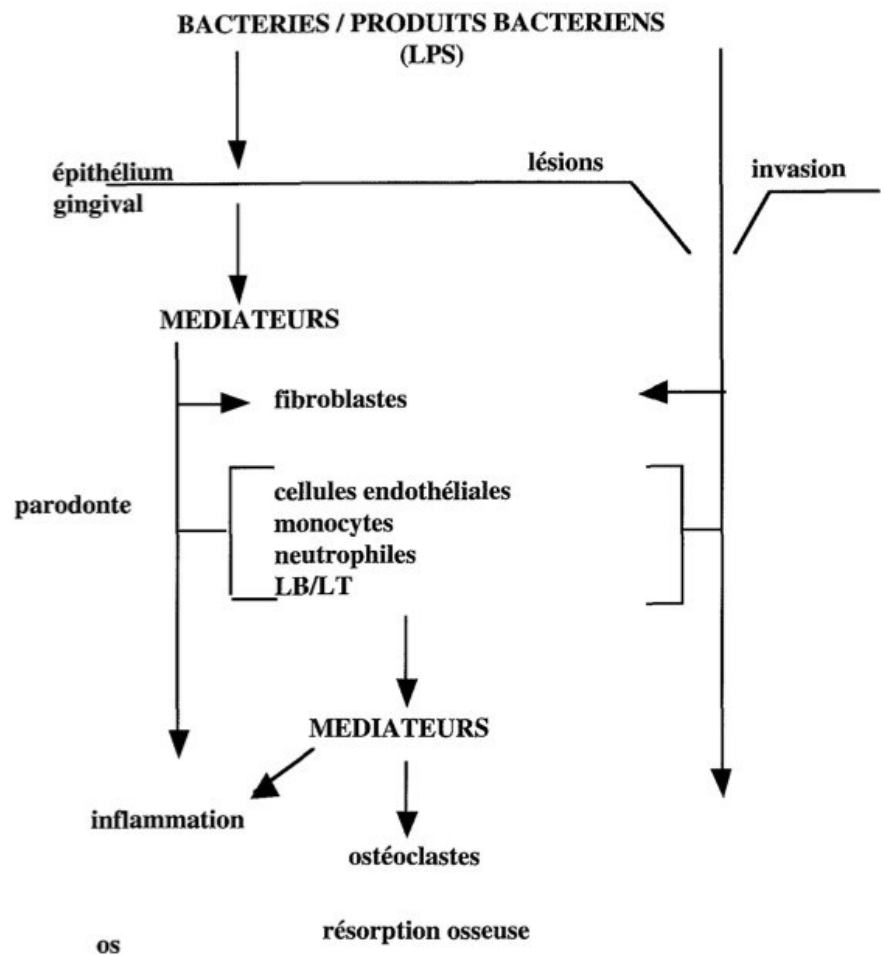 BACTERIES / PRODUITS BACTERIENS
(LPS)
épithélium
gingival
lésions
invasion
MEDIATEURS
fibroblastes
parodonte
cellules endothéliales
monocytes
neutrophiles
LB/LT
MEDIATEURS
inflammation
ostéoclastes
résorption osseuse
os